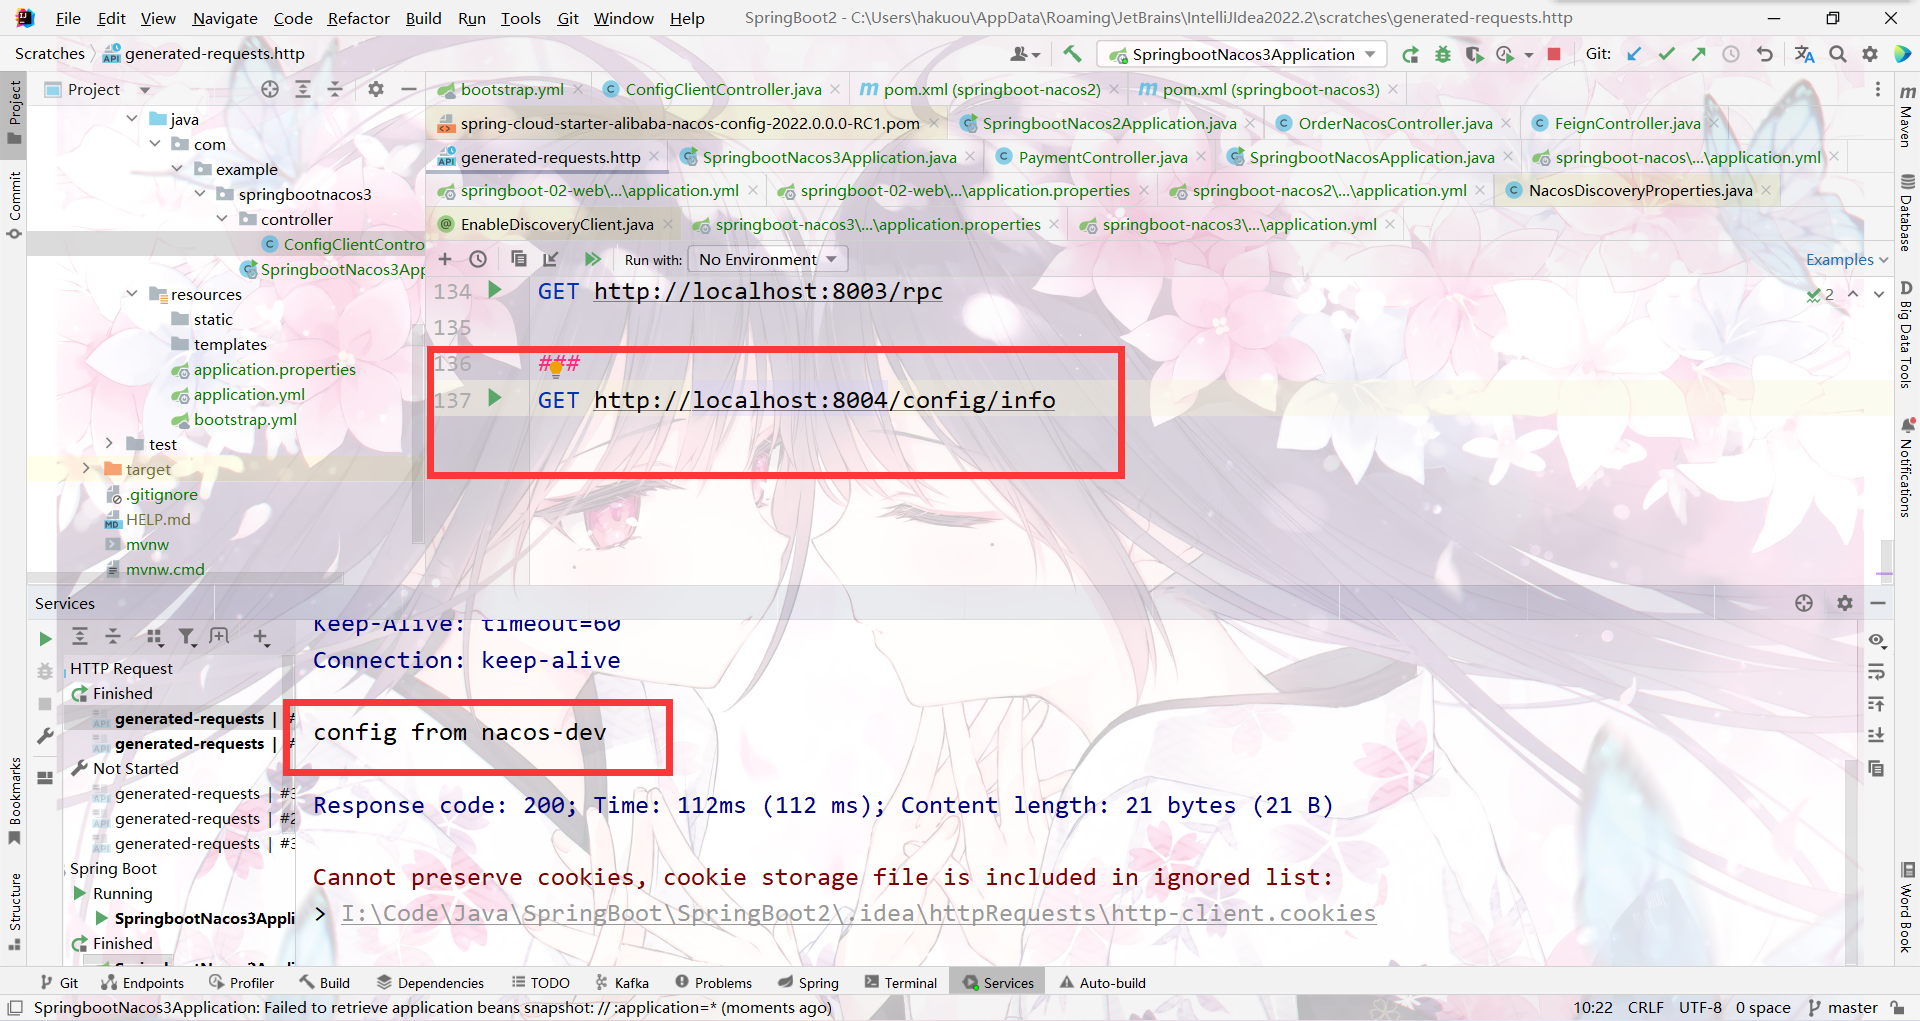 File Edit View Navigate Code Refactor Build Run Tools Git Window Help SpringBoot2 - C:\Users\hakuou\AppData\Roaming\JetBrains\IntelliJIdea2022.2\scratches\generated-requests.http
Scratches generated-requests.http SpringbootNacos3Application Git:
Project
bootstrap.yml ConfigClientController.java pom.xml (springboot-nacos2) pom.xml (springboot-nacos3)
spring-cloud-starter-alibaba-nacos-config-2022.0.0.0-RC1.pom SpringbootNacos2Application.java OrderNacosController.java FeignController.java
generated-requests.http SpringbootNacos3Application.java PaymentController.java SpringbootNacosApplication.java springboot-nacos\...\application.yml
springboot-02-web\...\application.yml springboot-02-web\...\application.properties springboot-nacos2\...\application.yml NacosDiscoveryProperties.java
EnableDiscoveryClient.java springboot-nacos3\...\application.properties springboot-nacos3\...\application.yml
Run with: No Environment Examples
Project
Commit
Bookmarks
Structure
java
com
example
springbootnacos3
controller
ConfigClientContro
SpringbootNacos3App
resources
static
templates
application.properties
application.yml
bootstrap.yml
test
target
.gitignore
HELP.md
mvnw
mvnw.cmd
134 GET http://localhost:8003/rpc
135
136 ###
137 GET http://localhost:8004/config/info
2
Maven
Database
Big Data Tools
Notifications
Word Book
Services
HTTP Request
Finished
generated-requests | #
generated-requests | #
Not Started
generated-requests | #3
generated-requests | #2
generated-requests | #3
Spring Boot
Running
SpringbootNacos3Appli
Finished
SpringbootNacos3Appli
Keep-Alive: timeout=60
Connection: keep-alive
config from nacos-dev
Response code: 200; Time: 112ms (112 ms); Content length: 21 bytes (21 B)
Cannot preserve cookies, cookie storage file is included in ignored list:
> I:\Code\Java\SpringBoot\SpringBoot2\.idea\httpRequests\http-client.cookies
Git Endpoints Profiler Build Dependencies TODO Kafka Problems Spring Terminal Services Auto-build
SpringbootNacos3Application: Failed to retrieve application beans snapshot: // :application=* (moments ago) 10:22 CRLF UTF-8 0 space master